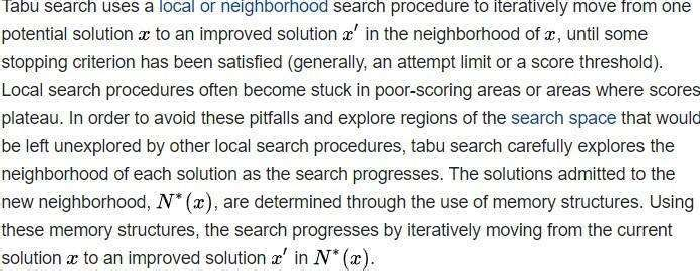 Tabu search uses a local or neighborhood search procedure to iteratively move from one
potential solution x to an improved solution x′ in the neighborhood of x, until some
stopping criterion has been satisfied (generally, an attempt limit or a score threshold).
Local search procedures often become stuck in poor-scoring areas or areas where scores
plateau. In order to avoid these pitfalls and explore regions of the search space that would
be left unexplored by other local search procedures, tabu search carefully explores the
neighborhood of each solution as the search progresses. The solutions admitted to the
new neighborhood, N*(x), are determined through the use of memory structures. Using
these memory structures, the search progresses by iteratively moving from the current
solution x to an improved solution x′ in N*(x).